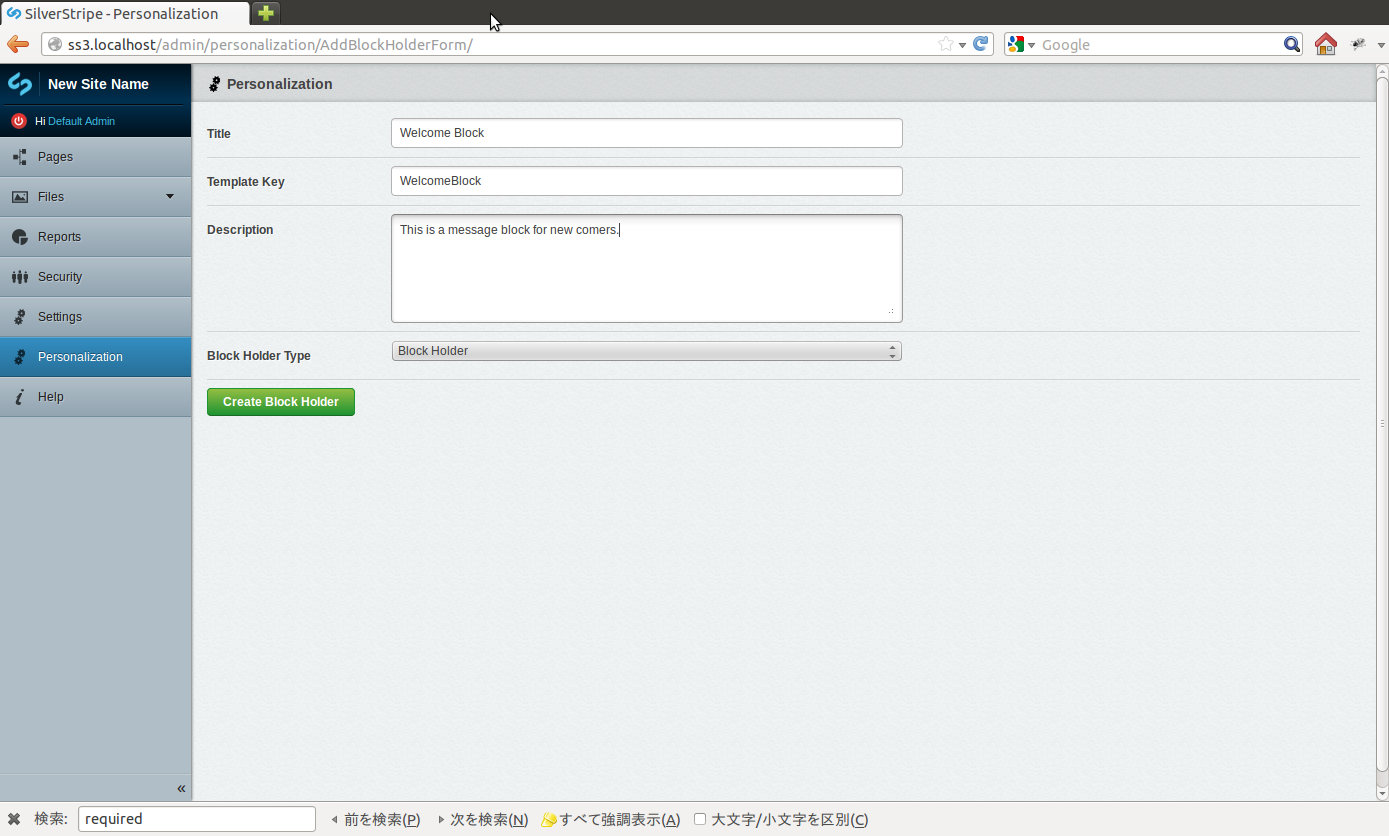 SilverStripe - Personalization
ss3.localhost/admin/personalization/AddBlockHolderForm/
Google
New Site Name
Hi Default Admin
Pages
Files
Reports
Security
Settings
Personalization
Help
«
Personalization
Title
Welcome Block
Template Key
WelcomeBlock
Description
This is a message block for new comers.
Block Holder Type
Block Holder
Create Block Holder
検索: required 前を検索(P) 次を検索(N) すべて強調表示(A) 大文字/小文字を区別(C)